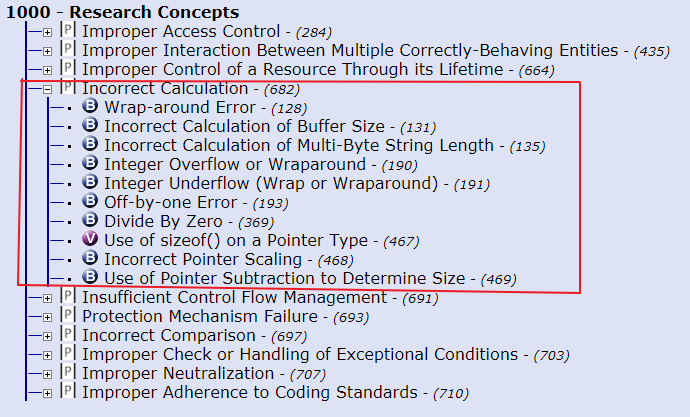 1000 - Research Concepts
P Improper Access Control - (284)
P Improper Interaction Between Multiple Correctly-Behaving Entities - (435)
P Improper Control of a Resource Through its Lifetime - (664)
P Incorrect Calculation - (682)
B Wrap-around Error - (128)
B Incorrect Calculation of Buffer Size - (131)
B Incorrect Calculation of Multi-Byte String Length - (135)
B Integer Overflow or Wraparound - (190)
B Integer Underflow (Wrap or Wraparound) - (191)
B Off-by-one Error - (193)
B Divide By Zero - (369)
V Use of sizeof() on a Pointer Type - (467)
B Incorrect Pointer Scaling - (468)
B Use of Pointer Subtraction to Determine Size - (469)
P Insufficient Control Flow Management - (691)
P Protection Mechanism Failure - (693)
P Incorrect Comparison - (697)
P Improper Check or Handling of Exceptional Conditions - (703)
P Improper Neutralization - (707)
P Improper Adherence to Coding Standards - (710)